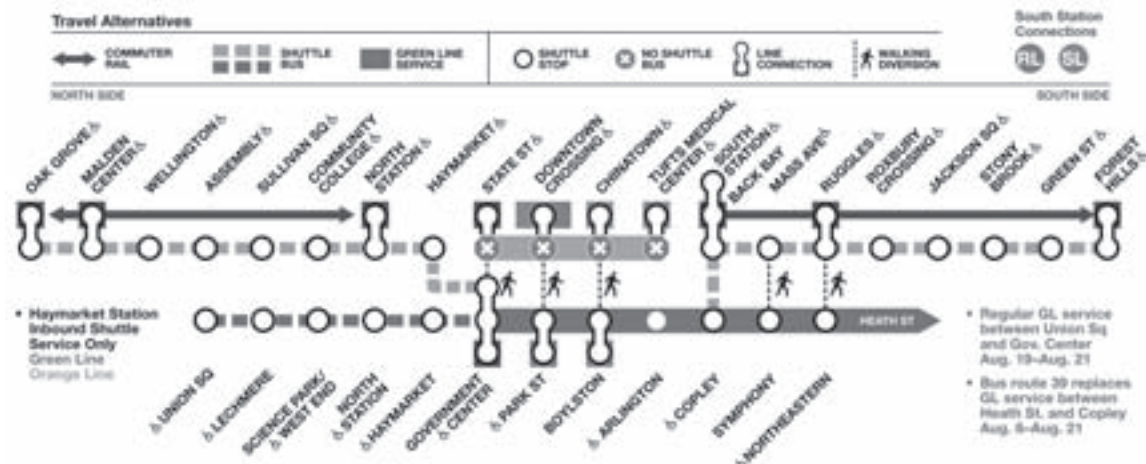 Travel Alternatives
COMMUTER
RAIL
SHUTTLE
BUS
GREEN LINE
SERVICE
SHUTTLE
STOP
NO SHUTTLE
BUS
LINE
CONNECTION
WALKING
DIVERSION
South Station
Connections
RL SL
NORTH SIDE
SOUTH SIDE
OAK GROVE
MALDEN
CENTER
WELLINGTON
ASSEMBLY
SULLIVAN SQ
COMMUNITY
COLLEGE
NORTH
STATION
HAYMARKET
STATE ST
DOWNTOWN
CROSSING
CHINATOWN
TUFTS MEDICAL
CENTER
SOUTH
STATION
BACK BAY
MASS AVE
RUGGLES
ROXBURY
CROSSING
JACKSON SQ
STONY
BROOK
GREEN ST
FOREST
HILLS
HEATH ST
• Haymarket Station
Inbound Shuttle
Service Only
Green Line
Orange Line
UNION SQ
LECHMERE
SCIENCE PARK/
WEST END
NORTH
STATION
HAYMARKET
GOVERNMENT
CENTER
PARK ST
BOYLSTON
ARLINGTON
COPLEY
SYMPHONY
NORTHEASTERN
• Regular GL service
between Union Sq
and Gov. Center
Aug. 19–Aug. 21
• Bus route 39 replaces
GL service between
Heath St. and Copley
Aug. 6–Aug. 21